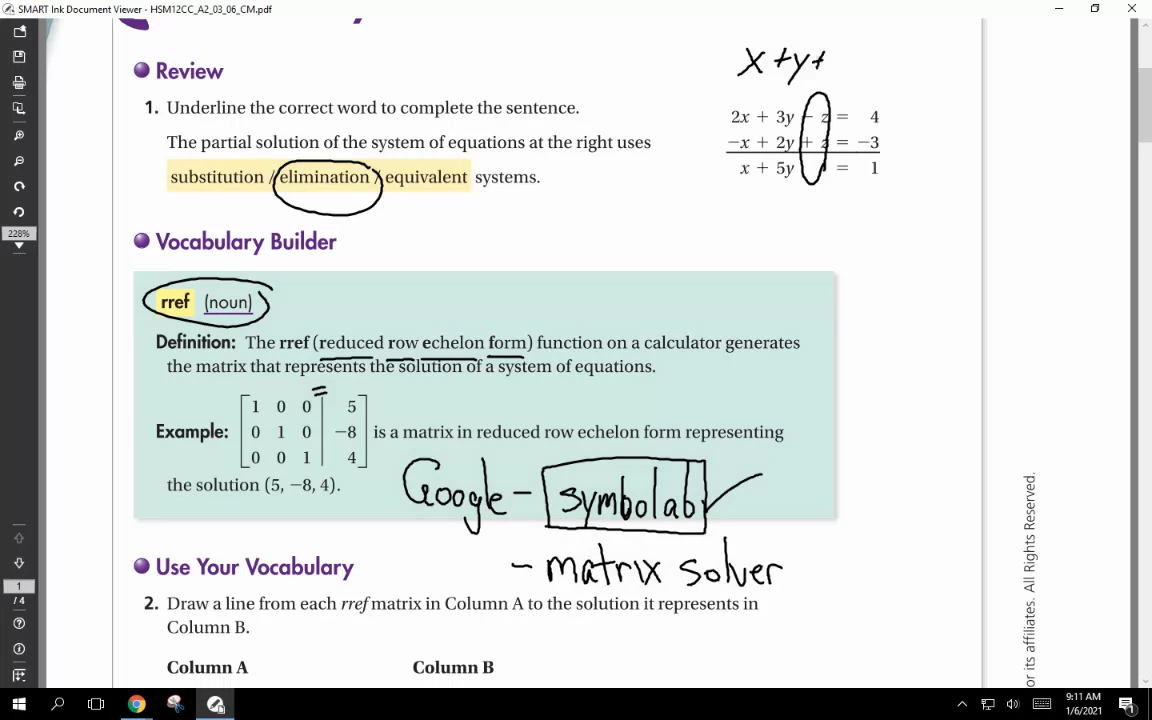 SMART Ink Document Viewer - HSM12CC_A2_03_06_CM.pdf
Review
x + y +
1. Underline the correct word to complete the sentence.
The partial solution of the system of equations at the right uses
substitution / elimination / equivalent systems.
2x + 3y − z = 4
−x + 2y + z = −3
x + 5y = 1
228%
Vocabulary Builder
rref (noun)
Definition: The rref (reduced row echelon form) function on a calculator generates
the matrix that represents the solution of a system of equations.
=
1 0 0 | 5
Example: 0 1 0 | −8 is a matrix in reduced row echelon form representing
0 0 1 | 4
the solution (5, −8, 4).
Google - symbolab ✓
- matrix solver
Use Your Vocabulary
2. Draw a line from each rref matrix in Column A to the solution it represents in
Column B.
Column A Column B
1
/ 4
or its affiliates. All Rights Reserved.
9:11 AM
1/6/2021
1